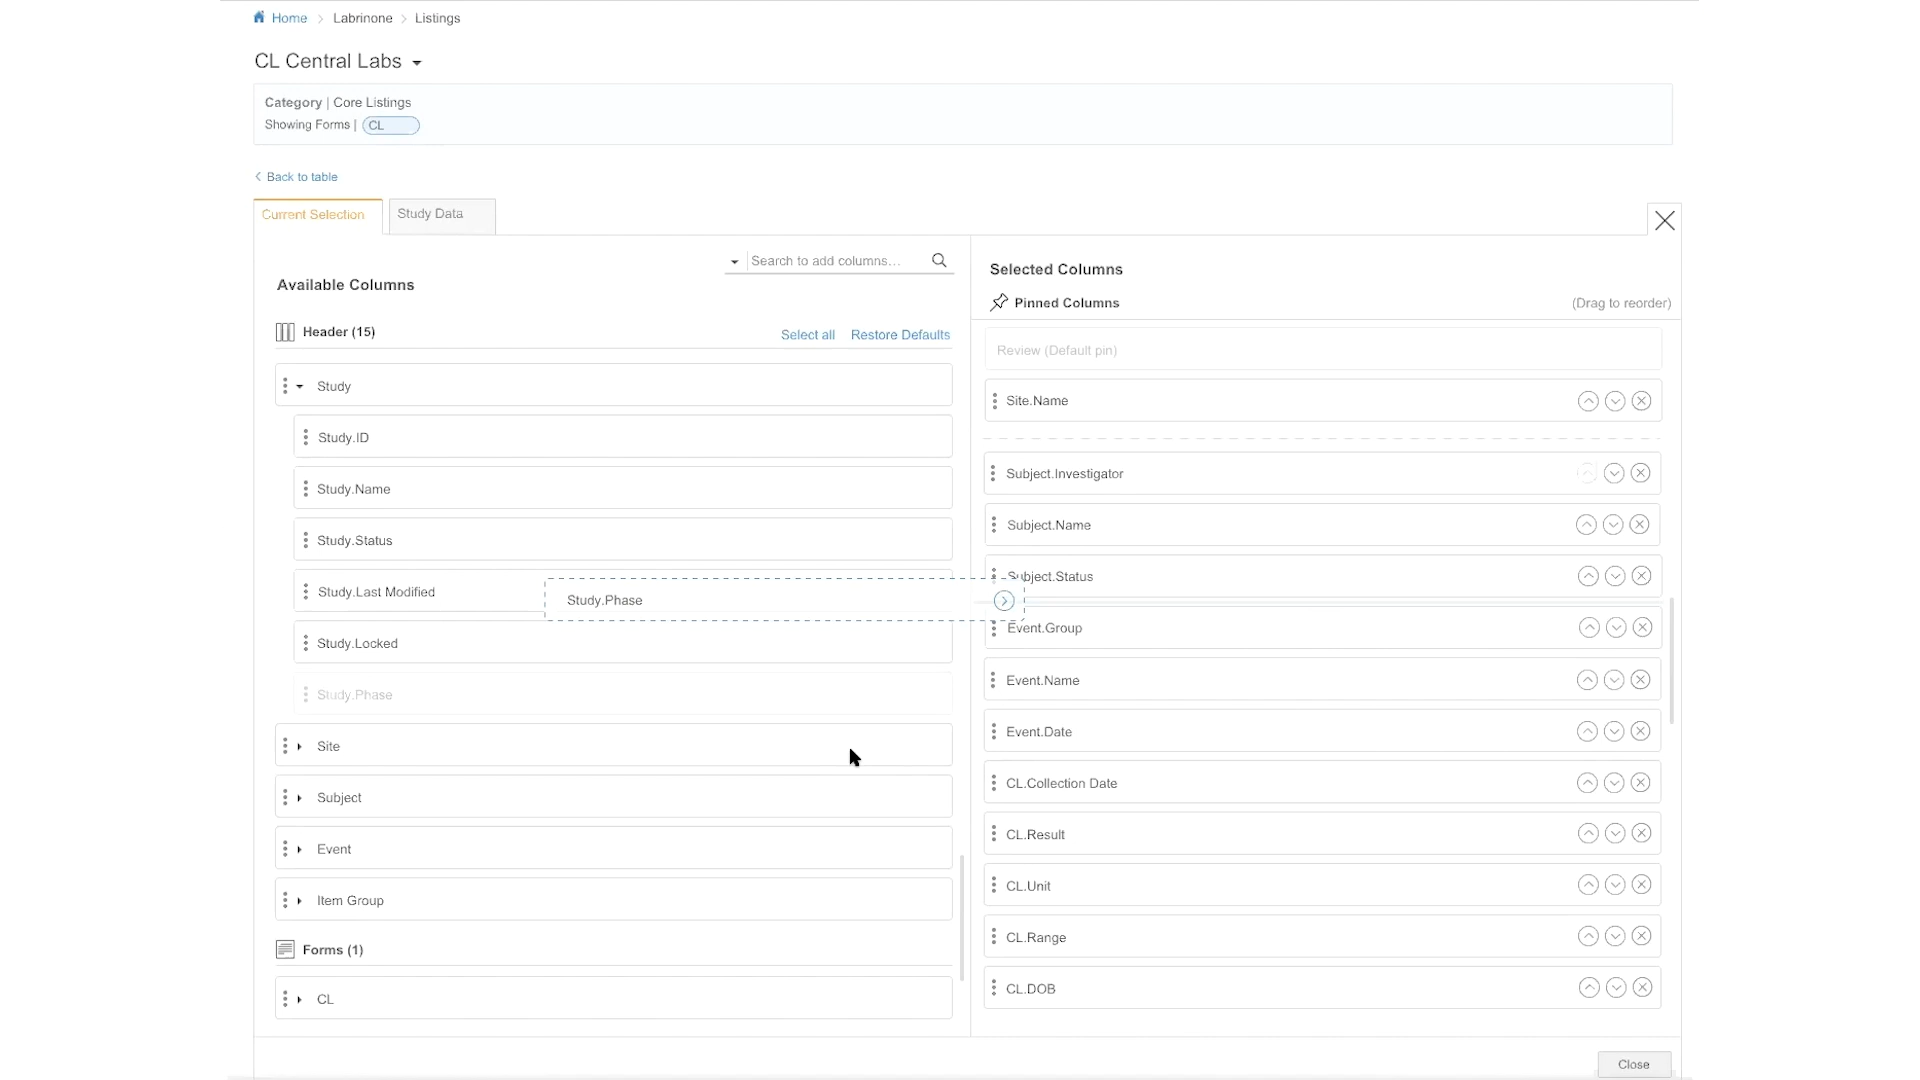 Home > Labrinone > Listings
CL Central Labs
Category | Core Listings
Showing Forms | CL
< Back to table
Current Selection
Study Data
Search to add columns...
Available Columns
Header (15)
Select all
Restore Defaults
Study
Study.ID
Study.Name
Study.Status
Study.Last Modified
Study.Phase
Study.Locked
Study.Phase
Site
Subject
Event
Item Group
Forms (1)
CL
Selected Columns
Pinned Columns
(Drag to reorder)
Review (Default pin)
Site.Name
Subject.Investigator
Subject.Name
Subject.Status
Event.Group
Event.Name
Event.Date
CL.Collection Date
CL.Result
CL.Unit
CL.Range
CL.DOB
Close